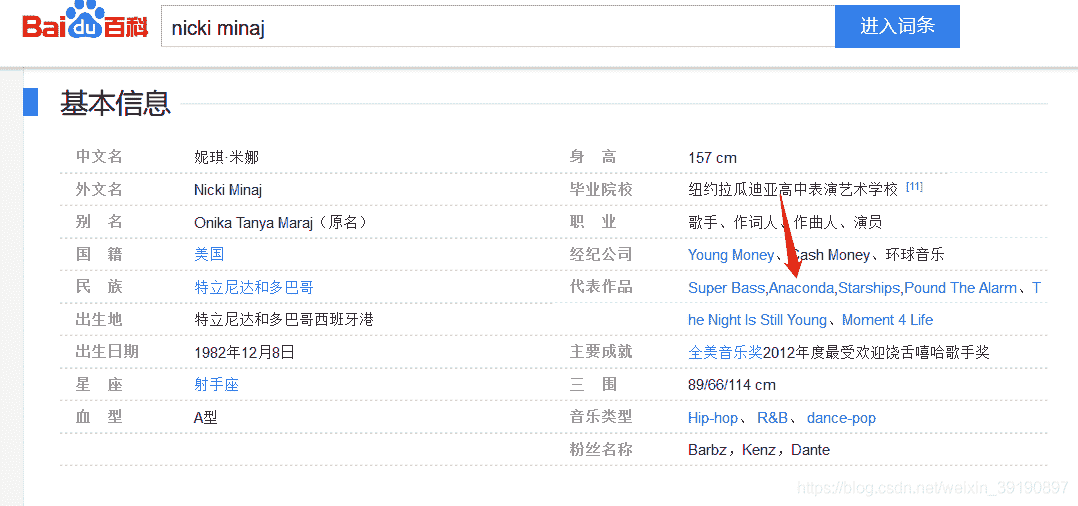 Bai du 百科
nicki minaj
进入词条
基本信息
中文名 妮琪·米娜
外文名 Nicki Minaj
别 名 Onika Tanya Maraj（原名）
国 籍 美国
民 族 特立尼达和多巴哥
出生地 特立尼达和多巴哥西班牙港
出生日期 1982年12月8日
星 座 射手座
血 型 A型
身 高 157 cm
毕业院校 纽约拉瓜迪亚高中表演艺术学校 [11]
职 业 歌手、作词人、作曲人、演员
经纪公司 Young Money、Cash Money、环球音乐
代表作品 Super Bass,Anaconda,Starships,Pound The Alarm、T
he Night Is Still Young、Moment 4 Life
主要成就 全美音乐奖2012年度最受欢迎饶舌嘻哈歌手奖
三 围 89/66/114 cm
音乐类型 Hip-hop、 R&B、 dance-pop
粉丝名称 Barbz，Kenz，Dante
https://blog.csdn.net/weixin_39190897